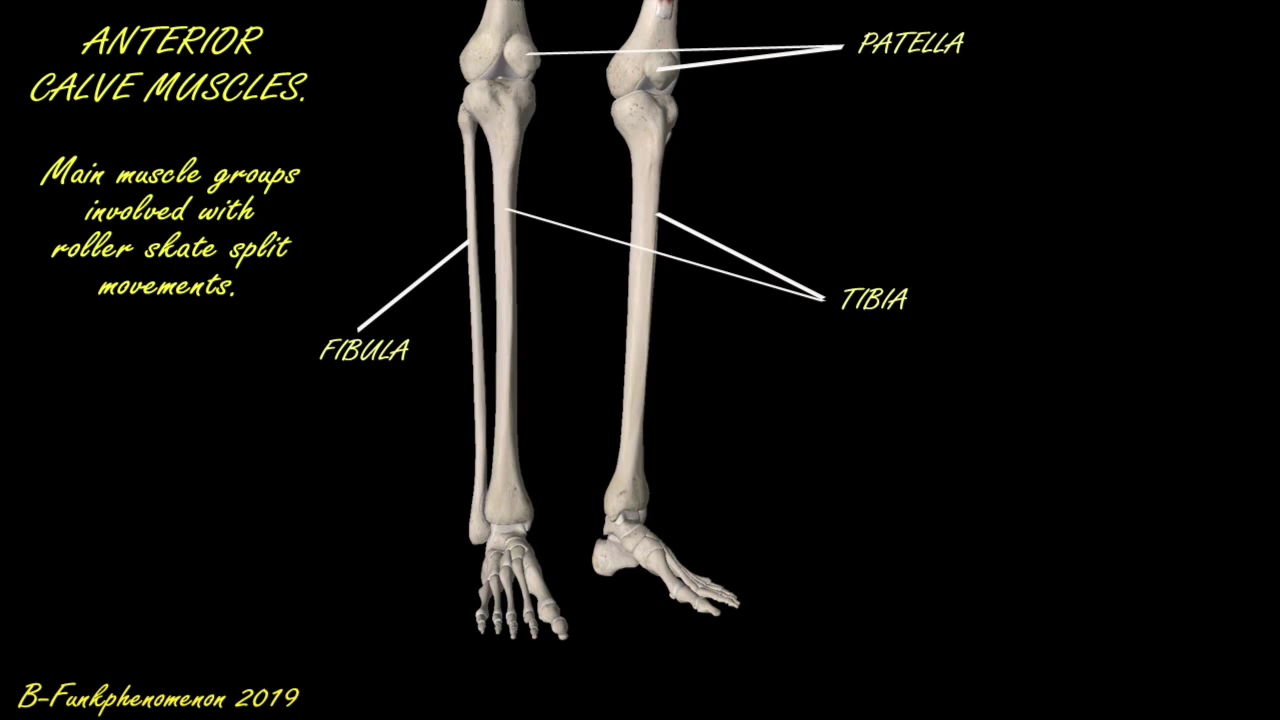 ANTERIOR
CALVE MUSCLES.
Main muscle groups
involved with
roller skate split
movements.
PATELLA
TIBIA
FIBULA
B-Funkphenomenon 2019